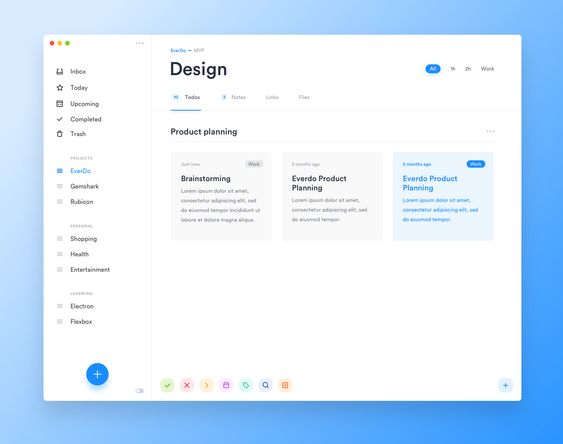 Inbox
Today
Upcoming
Completed
Trash
PROJECTS
EverDo
Gemshark
Rubicon
PERSONAL
Shopping
Health
Entertainment
LEARNING
Electron
Flexbox
EverDo – MVP
Design
All 1h 2h Work
10 Todos 3 Notes Links Files
Product planning
Just now Work
Brainstorming
Lorem ipsum dolor sit amet,
consectetur adipiscing elit, sed
do eiusmod tempor incididunt ut
labore et dolore magna aliqua.
2 months ago
Everdo Product
Planning
Lorem ipsum dolor sit amet,
consectetur adipiscing elit, sed
do eiusmod tempor.
2 months ago Work
Everdo Product
Planning
Lorem ipsum dolor sit amet,
consectetur adipiscing elit, sed
do eiusmod tempor.